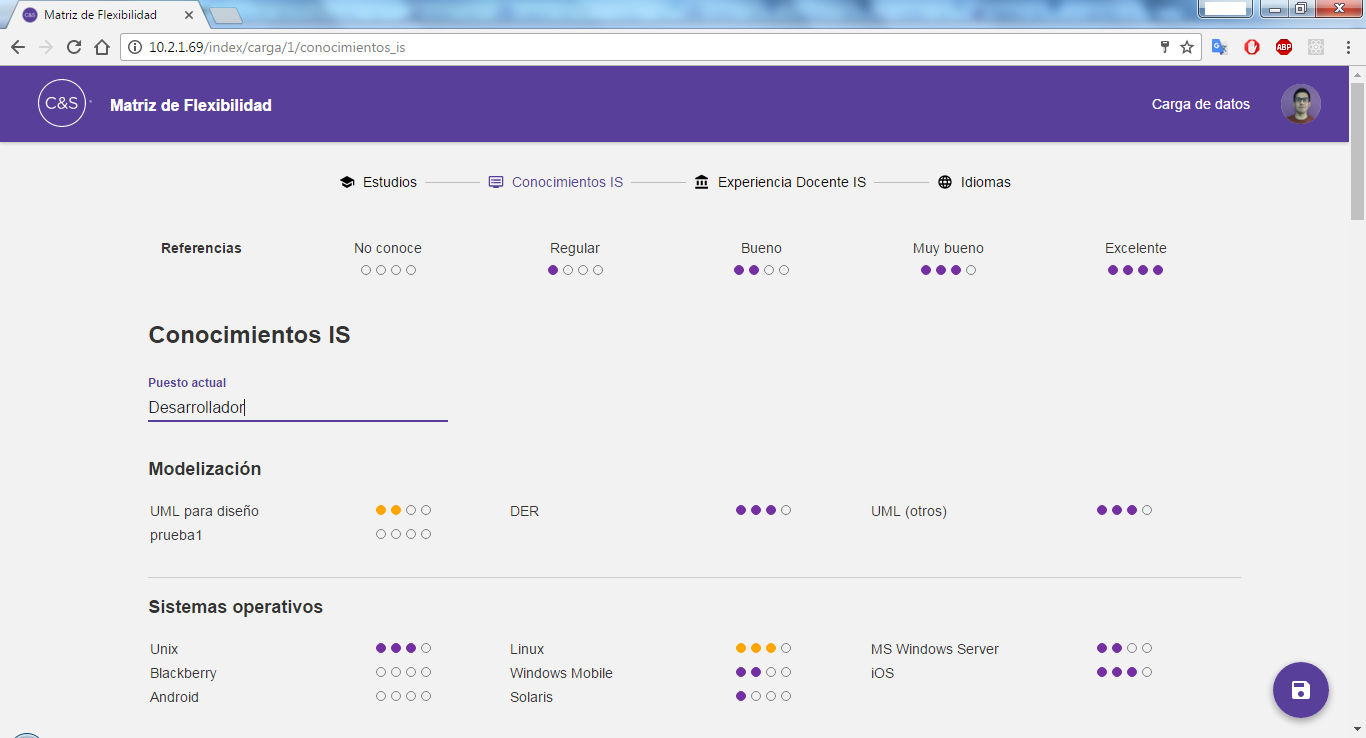 Matriz de Flexibilidad
10.2.1.69/index/carga/1/conocimientos_is
ABP
C&S Matriz de Flexibilidad Carga de datos
Estudios Conocimientos IS Experiencia Docente IS Idiomas
Referencias No conoce Regular Bueno Muy bueno Excelente
Conocimientos IS
Puesto actual
Desarrollador
Modelización
UML para diseño DER UML (otros)
prueba1
Sistemas operativos
Unix Linux MS Windows Server
Blackberry Windows Mobile iOS
Android Solaris